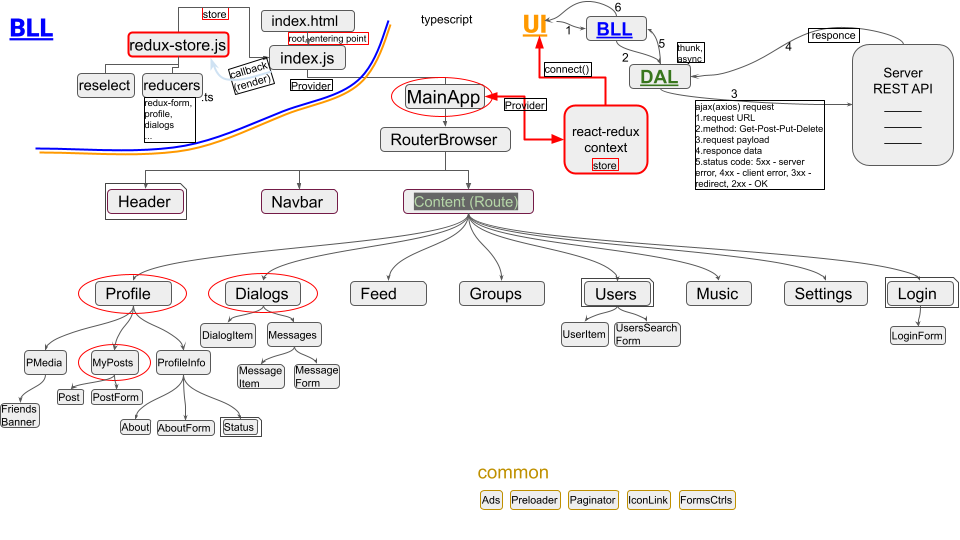 BLL
store
redux-store.js
reselect
reducers
.ts
redux-form,
profile,
dialogs
...
index.html
root, entering point
index.js
callback
(render)
Provider
typescript
MainApp
Provider
RouterBrowser
Header
Navbar
Content (Route)
UI
1
6
BLL
2
5
thunk,
async
DAL
connect()
react-redux
context
store
4
responce
3
ajax(axios) request
1.request URL
2.method: Get-Post-Put-Delete
3.request payload
4.responce data
5.status code: 5xx - server
error, 4xx - client error, 3xx -
redirect, 2xx - OK
Server
REST API
Profile
Dialogs
Feed
Groups
Users
Music
Settings
Login
DialogItem
Messages
UserItem
UsersSearch
Form
LoginForm
PMedia
MyPosts
ProfileInfo
Message
Item
Message
Form
Friends
Banner
Post
PostForm
About
AboutForm
Status
common
Ads
Preloader
Paginator
IconLink
FormsCtrls